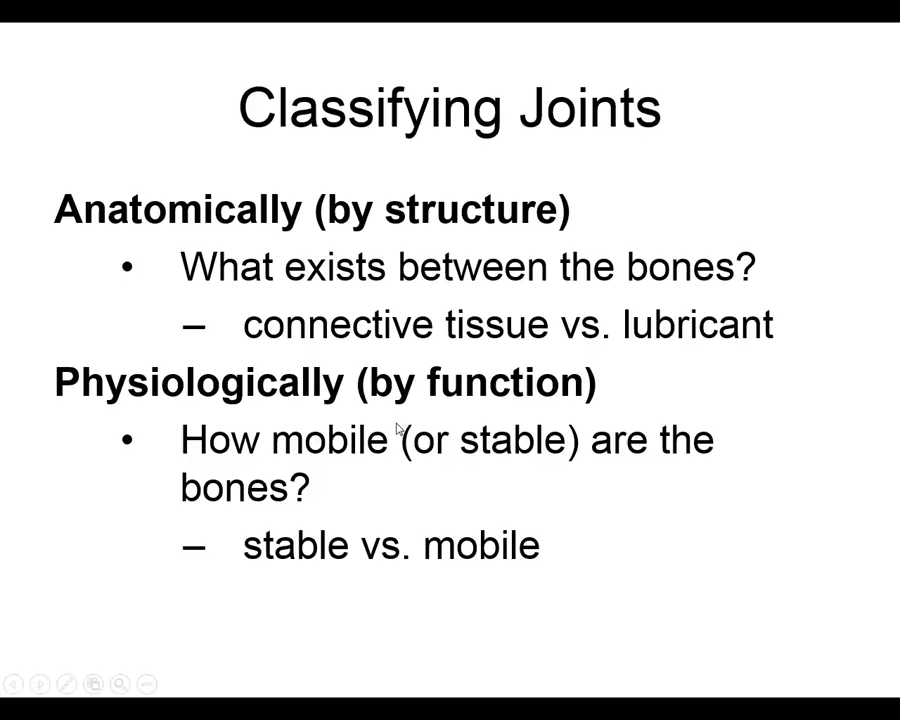 Classifying Joints
Anatomically (by structure)
• What exists between the bones?
– connective tissue vs. lubricant
Physiologically (by function)
• How mobile (or stable) are the
bones?
– stable vs. mobile